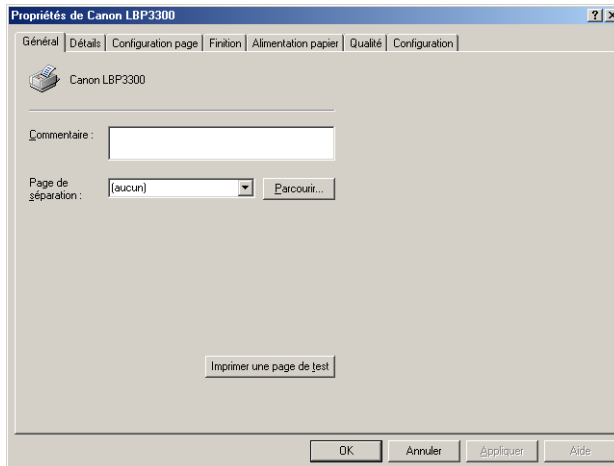 Propriétés de Canon LBP3300
Général Détails Configuration page Finition Alimentation papier Qualité Configuration
Canon LBP3300
Commentaire :
Page de
séparation :
(aucun)
Parcourir...
Imprimer une page de test
OK Annuler Appliquer Aide